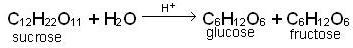 C₁₂H₂₂O₁₁ + H₂O ⟶ C₆H₁₂O₆ + C₆H₁₂O₆
H⁺
sucrose glucose fructose